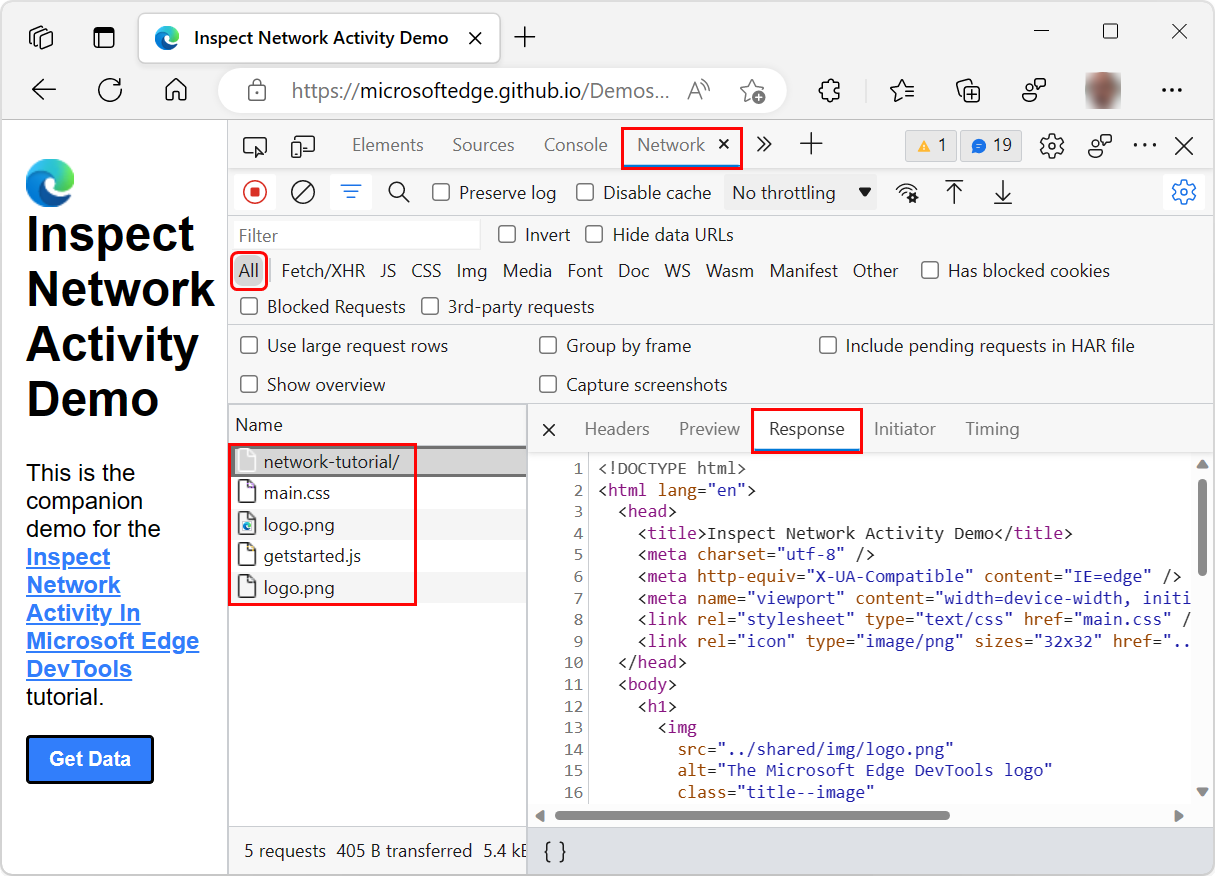 Inspect Network Activity Demo
https://microsoftedge.github.io/Demos...
Elements Sources Console Network 1 19
Preserve log Disable cache No throttling
Filter Invert Hide data URLs
All Fetch/XHR JS CSS Img Media Font Doc WS Wasm Manifest Other Has blocked cookies
Blocked Requests 3rd-party requests
Use large request rows Group by frame Include pending requests in HAR file
Show overview Capture screenshots
Inspect
Network
Activity
Demo
This is the
companion
demo for the
Inspect
Network
Activity In
Microsoft Edge
DevTools
tutorial.
Get Data
Name
network-tutorial/
main.css
logo.png
getstarted.js
logo.png
5 requests 405 B transferred 5.4 kB
Headers Preview Response Initiator Timing
1 <!DOCTYPE html>
2 <html lang="en">
3 <head>
4 <title>Inspect Network Activity Demo</title>
5 <meta charset="utf-8" />
6 <meta http-equiv="X-UA-Compatible" content="IE=edge" />
7 <meta name="viewport" content="width=device-width, initi
8 <link rel="stylesheet" type="text/css" href="main.css" /
9 <link rel="icon" type="image/png" sizes="32x32" href="..
10 </head>
11 <body>
12 <h1>
13 <img
14 src="../shared/img/logo.png"
15 alt="The Microsoft Edge DevTools logo"
16 class="title--image"
{ }